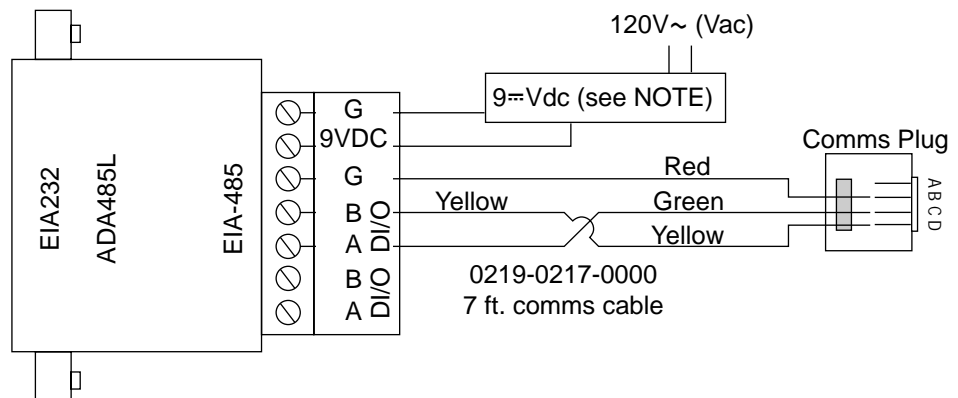 120V~ (Vac)
9⎓Vdc (see NOTE)
G
9VDC
G
B
A
DI/O
B
A
DI/O
EIA232
ADA485L
EIA-485
Comms Plug
Red
Yellow
Green
Yellow
A B C D
0219-0217-0000
7 ft. comms cable